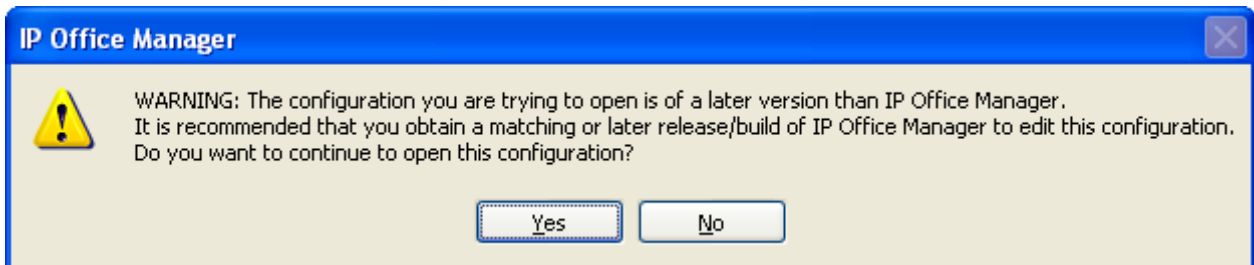 IP Office Manager
WARNING: The configuration you are trying to open is of a later version than IP Office Manager.
It is recommended that you obtain a matching or later release/build of IP Office Manager to edit this configuration.
Do you want to continue to open this configuration?
Yes No